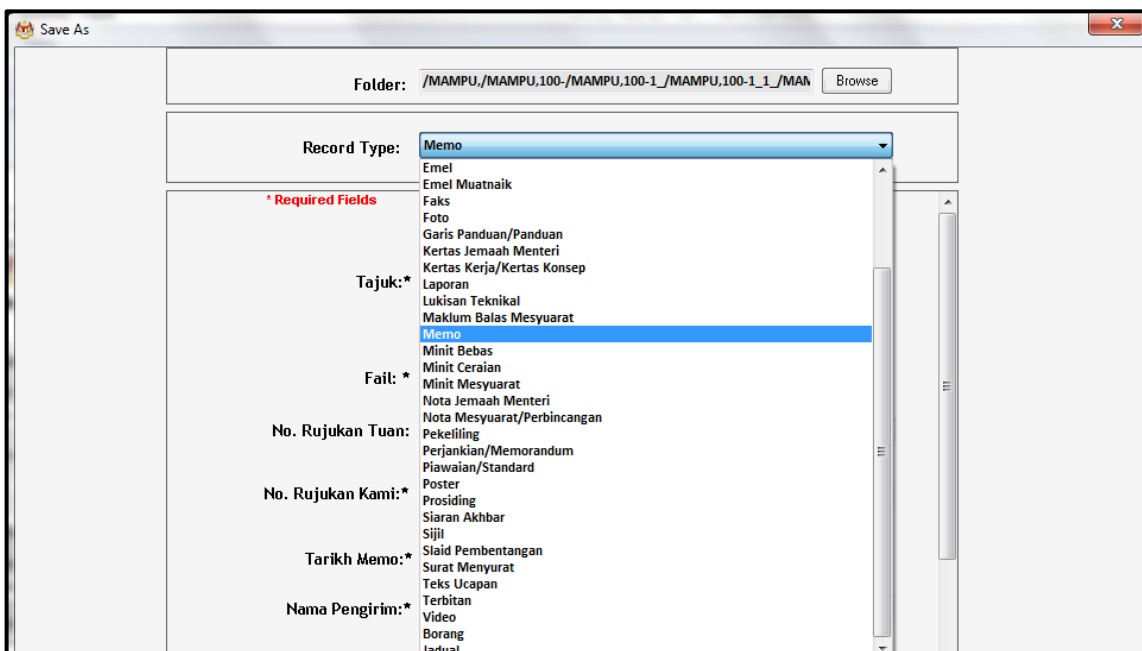 Save As
Folder: /MAMPU,/MAMPU,100-/MAMPU,100-1_/MAMPU,100-1_1_/MAM Browse
Record Type: Memo
* Required Fields
Emel
Emel Muatnaik
Faks
Foto
Garis Panduan/Panduan
Kertas Jemaah Menteri
Kertas Kerja/Kertas Konsep
Laporan
Lukisan Teknikal
Maklum Balas Mesyuarat
Memo
Minit Bebas
Minit Ceraian
Minit Mesyuarat
Nota Jemaah Menteri
Nota Mesyuarat/Perbincangan
Pekeliling
Perjankian/Memorandum
Piawaian/Standard
Poster
Prosiding
Siaran Akhbar
Sijil
Slaid Pembentangan
Surat Menyurat
Teks Ucapan
Terbitan
Video
Borang
Jadual
Tajuk:*
Fail: *
No. Rujukan Tuan:
No. Rujukan Kami:*
Tarikh Memo:*
Nama Pengirim:*